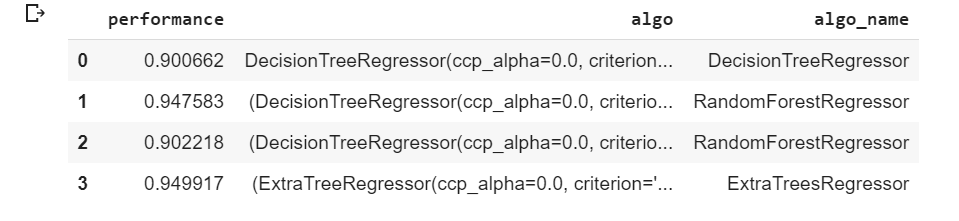 performance algo algo_name
0 0.900662 DecisionTreeRegressor(ccp_alpha=0.0, criterion... DecisionTreeRegressor
1 0.947583 (DecisionTreeRegressor(ccp_alpha=0.0, criterio... RandomForestRegressor
2 0.902218 (DecisionTreeRegressor(ccp_alpha=0.0, criterio... RandomForestRegressor
3 0.949917 (ExtraTreeRegressor(ccp_alpha=0.0, criterion='... ExtraTreesRegressor